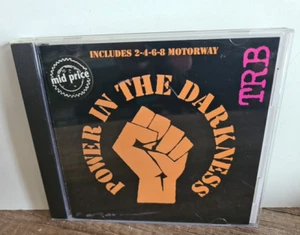 INCLUDES 2-4-6-8 MOTORWAY
mid price
TRB
POWER IN THE DARKNESS